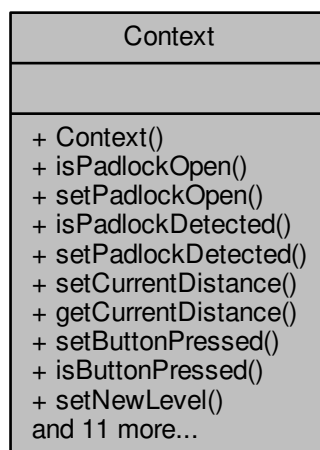 Context
+ Context()
+ isPadlockOpen()
+ setPadlockOpen()
+ isPadlockDetected()
+ setPadlockDetected()
+ setCurrentDistance()
+ getCurrentDistance()
+ setButtonPressed()
+ isButtonPressed()
+ setNewLevel()
and 11 more...